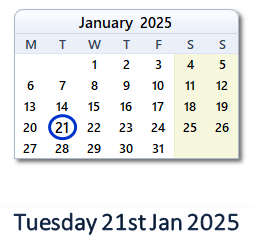 January 2025
M T W T F S S
1 2 3 4 5
6 7 8 9 10 11 12
13 14 15 16 17 18 19
20 21 22 23 24 25 26
27 28 29 30 31
Tuesday 21st Jan 2025